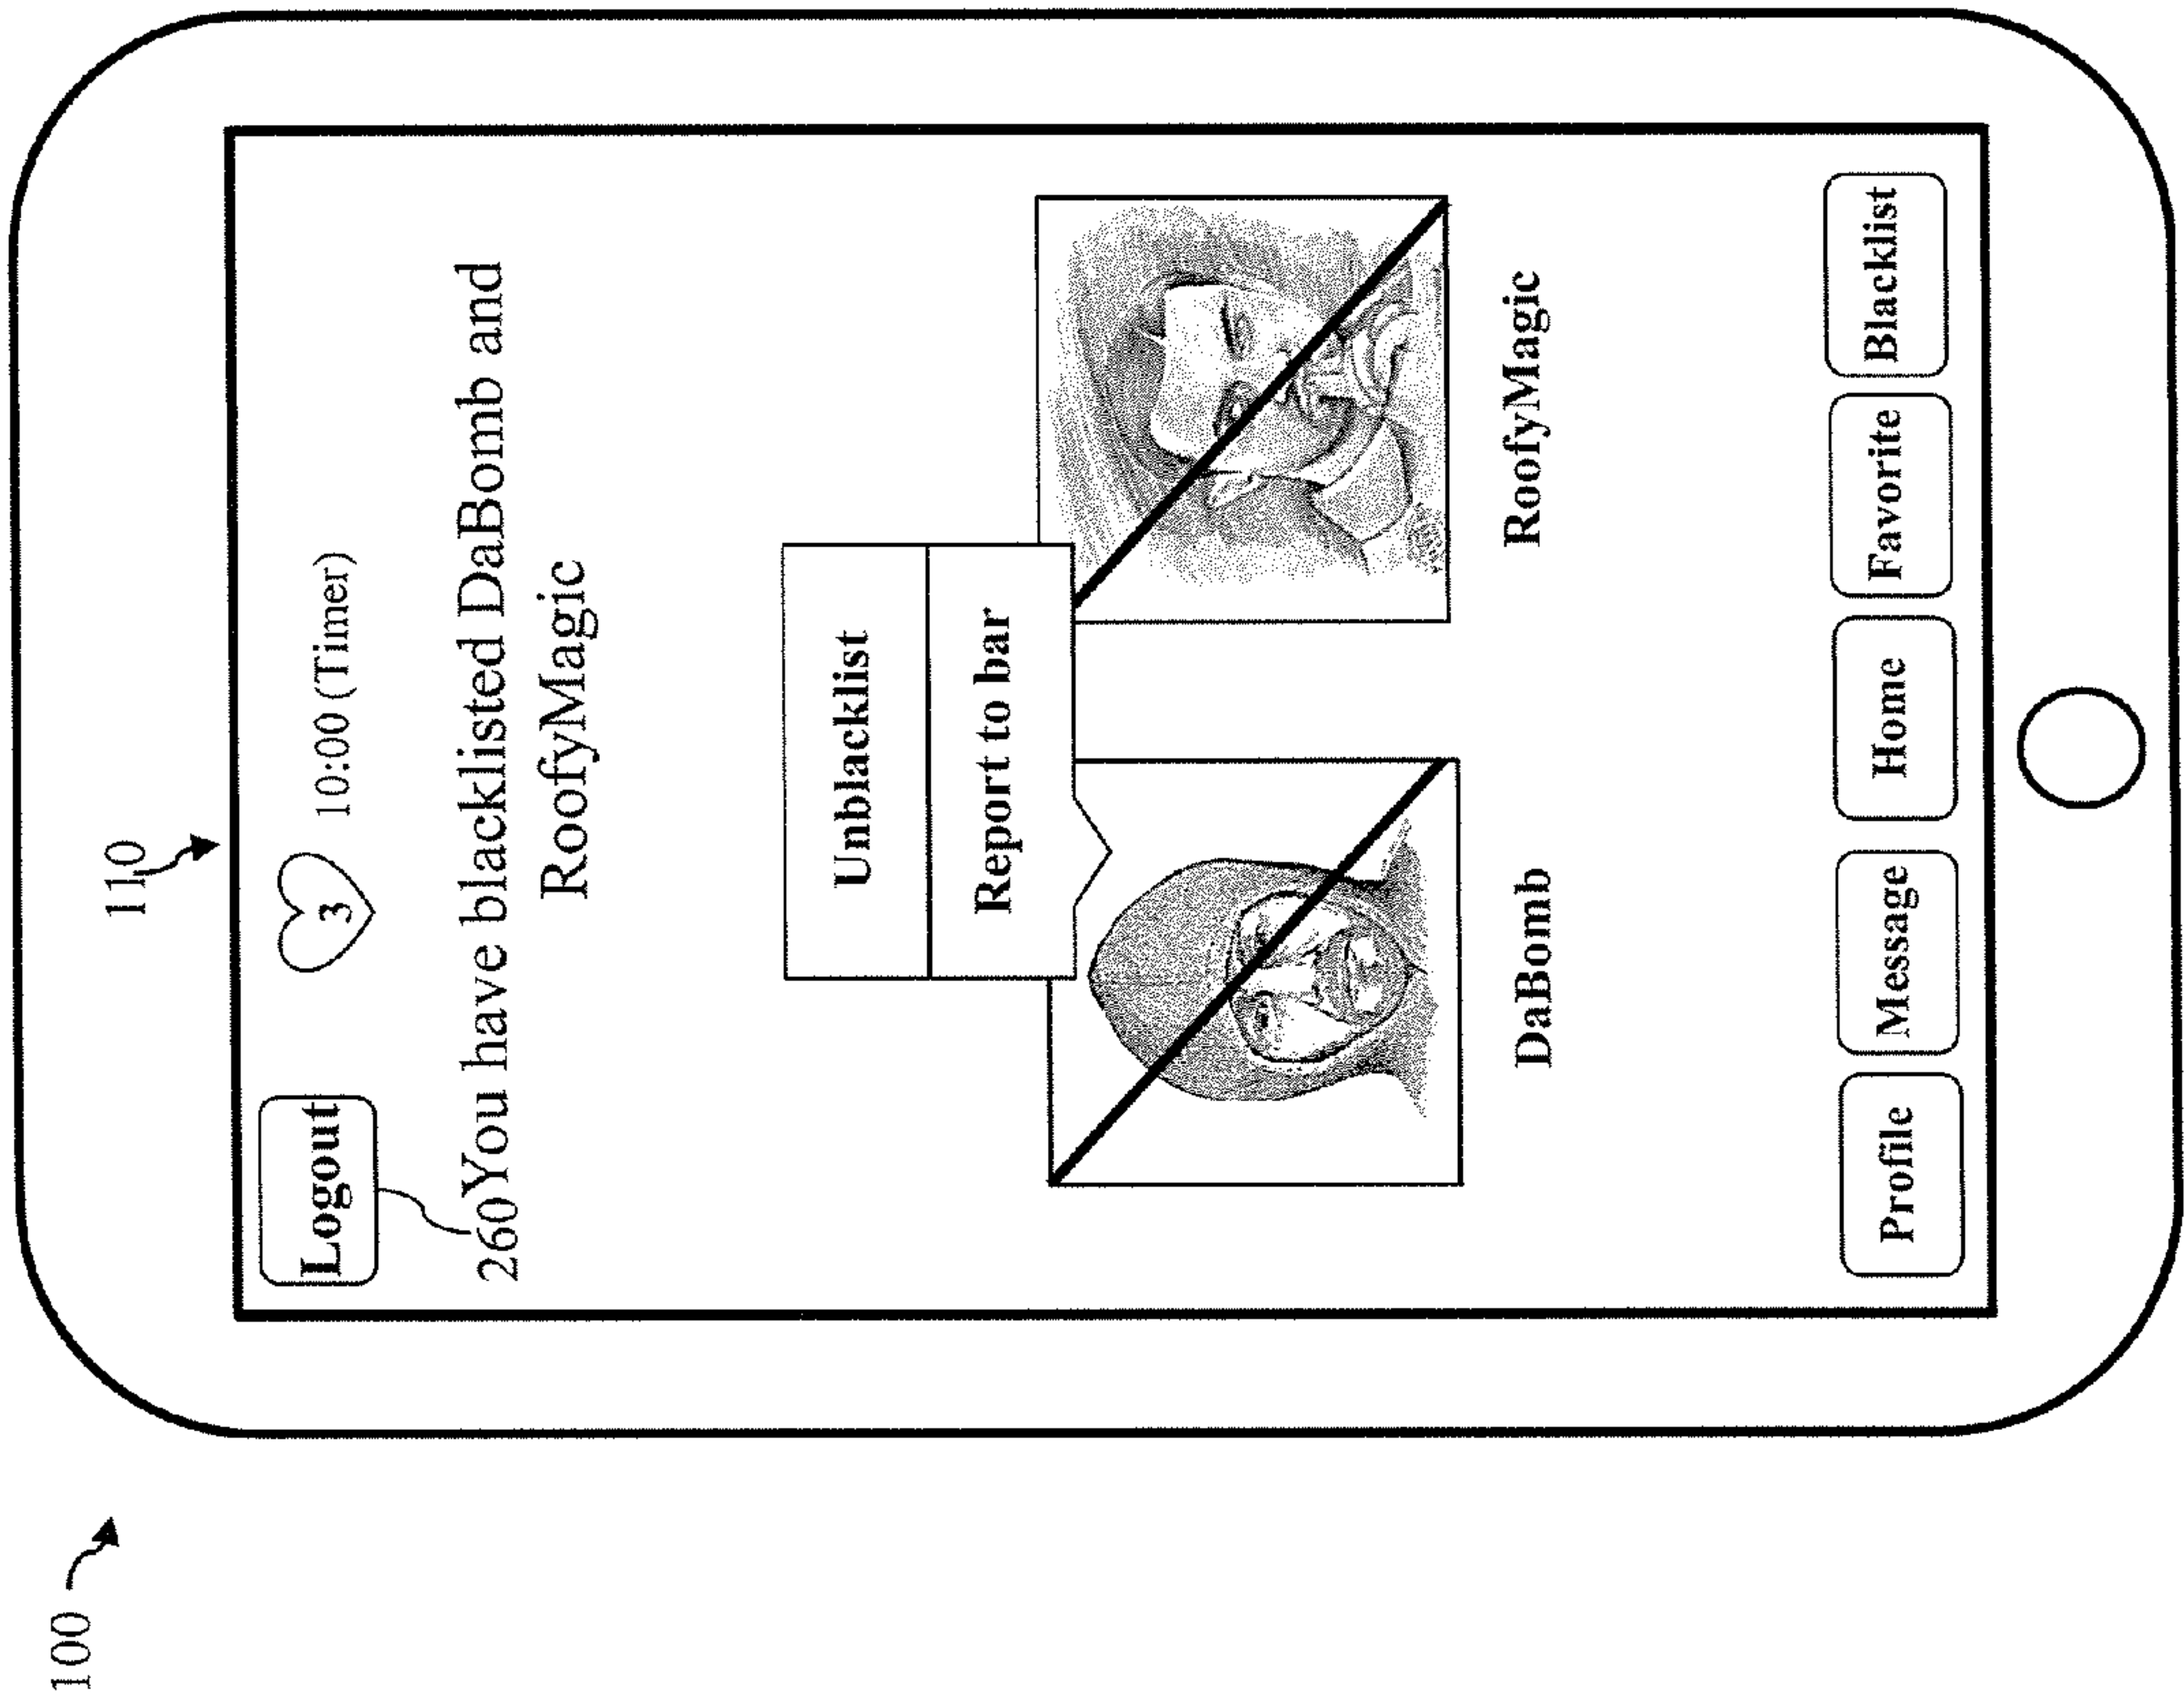 100
110
Logout
3
10:00 (Timer)
260
You have blacklisted DaBomb and
RoofyMagic
Unblacklist
Report to bar
DaBomb
RoofyMagic
Profile
Message
Home
Favorite
Blacklist